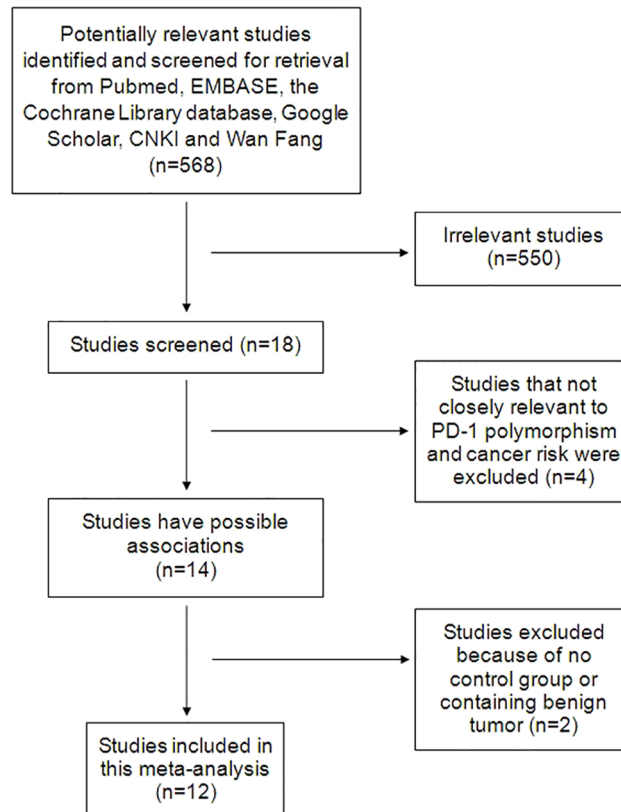 Potentially relevant studies
identified and screened for retrieval
from Pubmed, EMBASE, the
Cochrane Library database, Google
Scholar, CNKI and Wan Fang
(n=568)
Irrelevant studies
(n=550)
Studies screened (n=18)
Studies that not
closely relevant to
PD-1 polymorphism
and cancer risk were
excluded (n=4)
Studies have possible
associations
(n=14)
Studies excluded
because of no
control group or
containing benign
tumor (n=2)
Studies included in
this meta-analysis
(n=12)